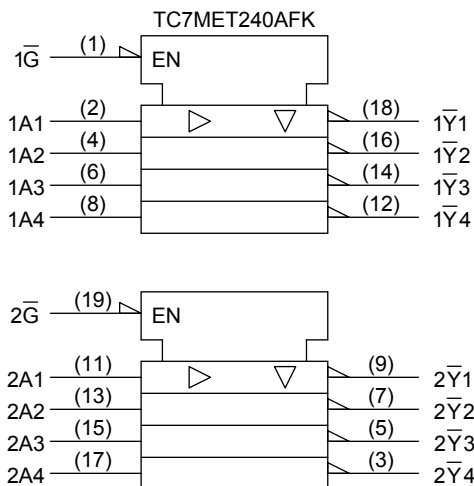 TC7MET240AFK
1G̅ (1) EN
1A1 (2) (18) 1Y̅1
1A2 (4) (16) 1Y̅2
1A3 (6) (14) 1Y̅3
1A4 (8) (12) 1Y̅4
2G̅ (19) EN
2A1 (11) (9) 2Y̅1
2A2 (13) (7) 2Y̅2
2A3 (15) (5) 2Y̅3
2A4 (17) (3) 2Y̅4